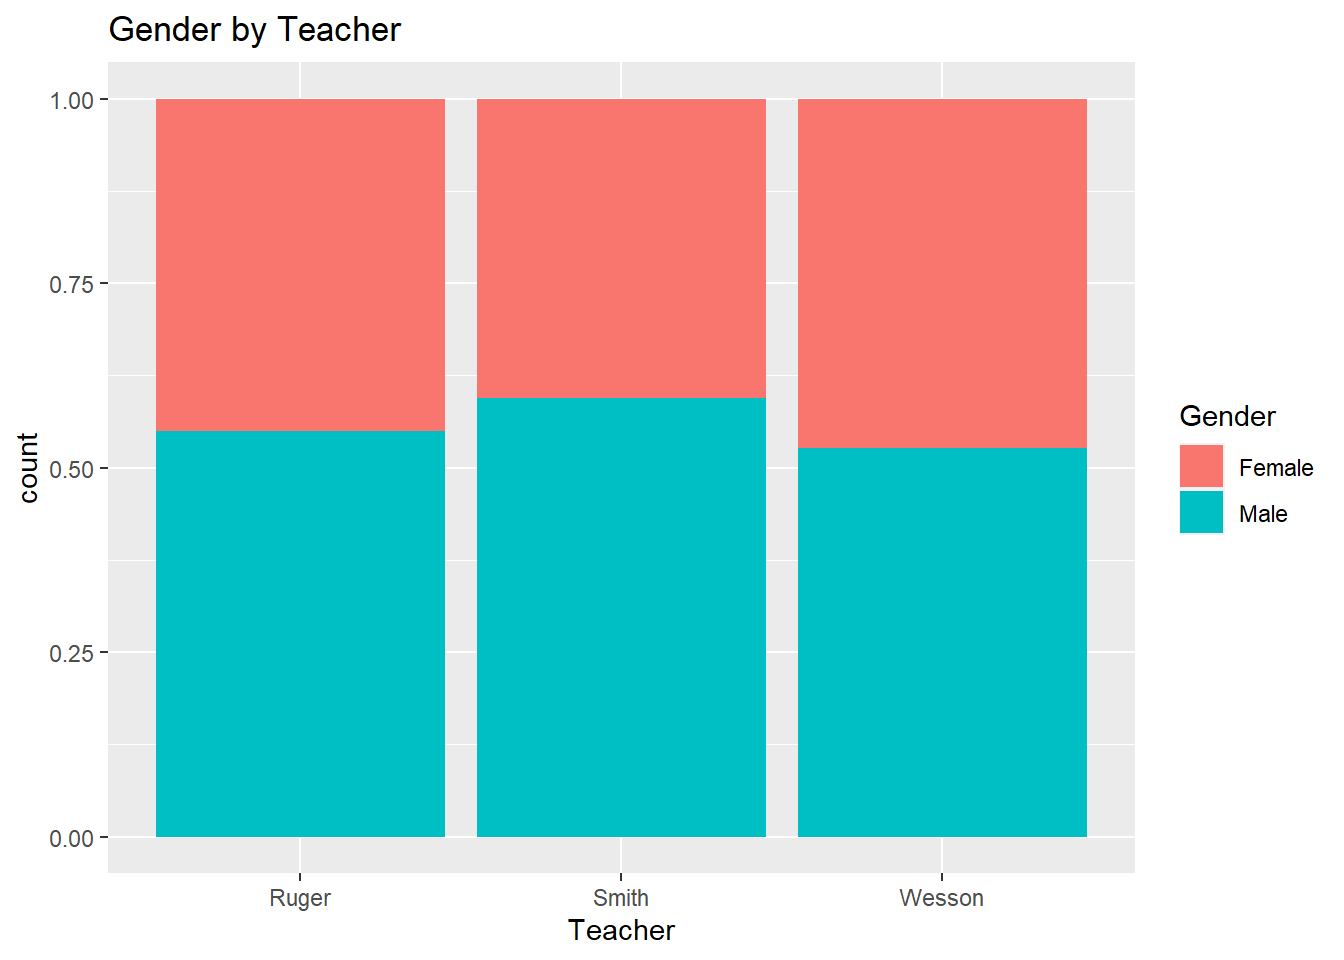 Gender by Teacher
1.00
0.75
0.50
0.25
0.00
count
Ruger Smith Wesson
Teacher
Gender
Female
Male